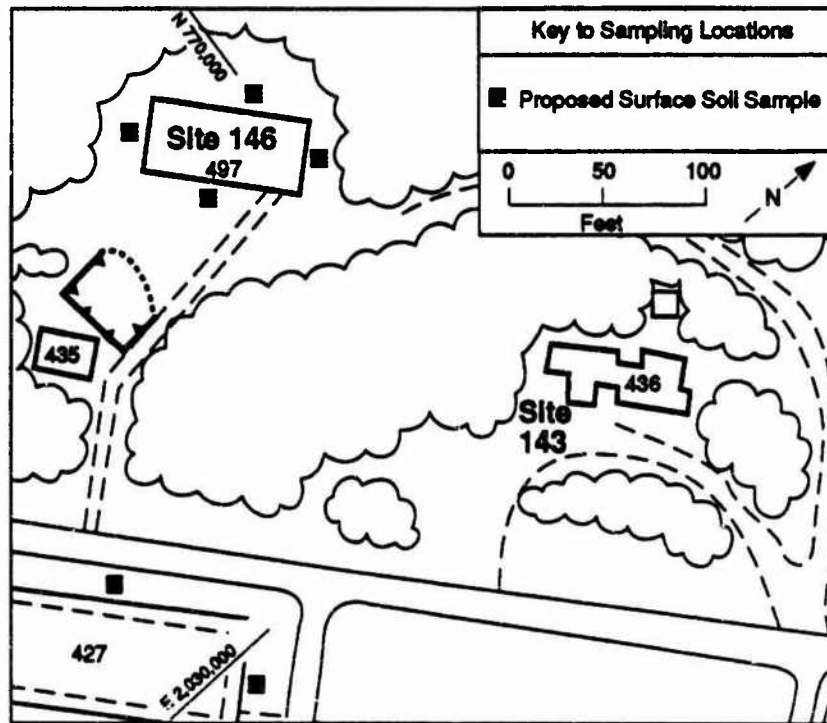 N 770,000
Key to Sampling Locations
Proposed Surface Soil Sample
0 50 100
Feet
N
Site 146
497
435
436
Site
143
427
E 2,030,000